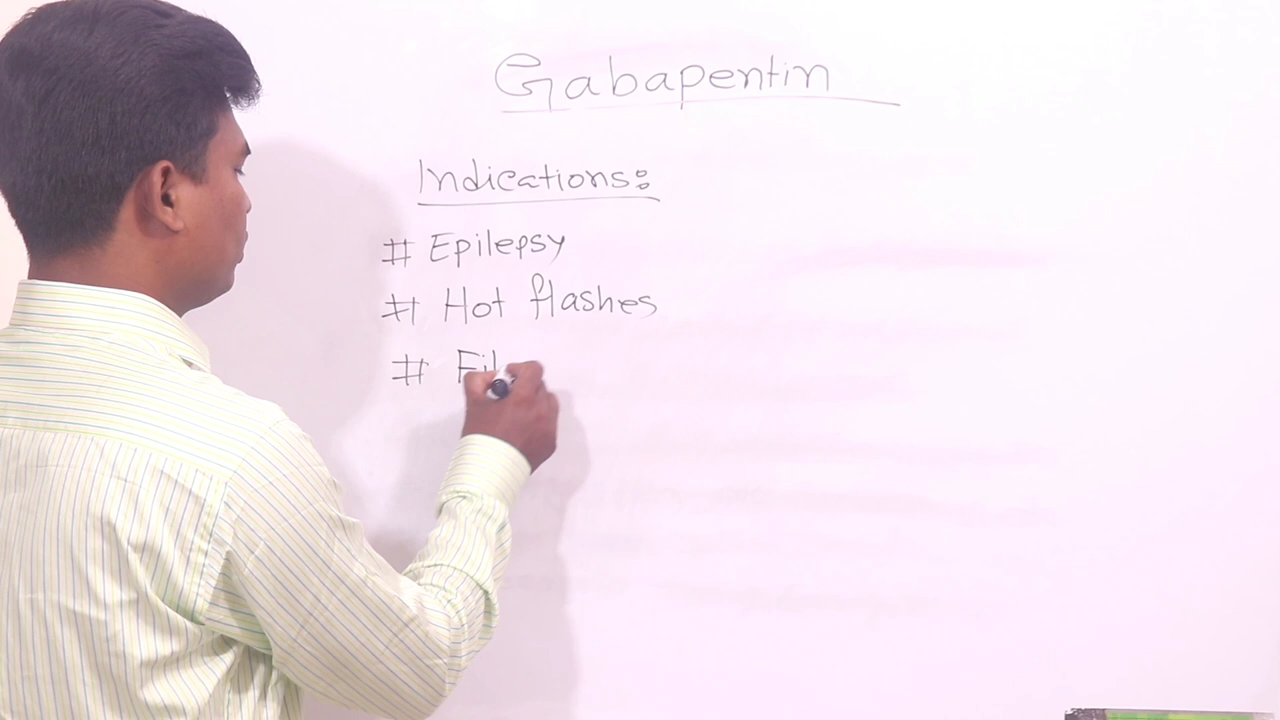 Gabapentin
Indications:
# Epilepsy
# Hot flashes
#